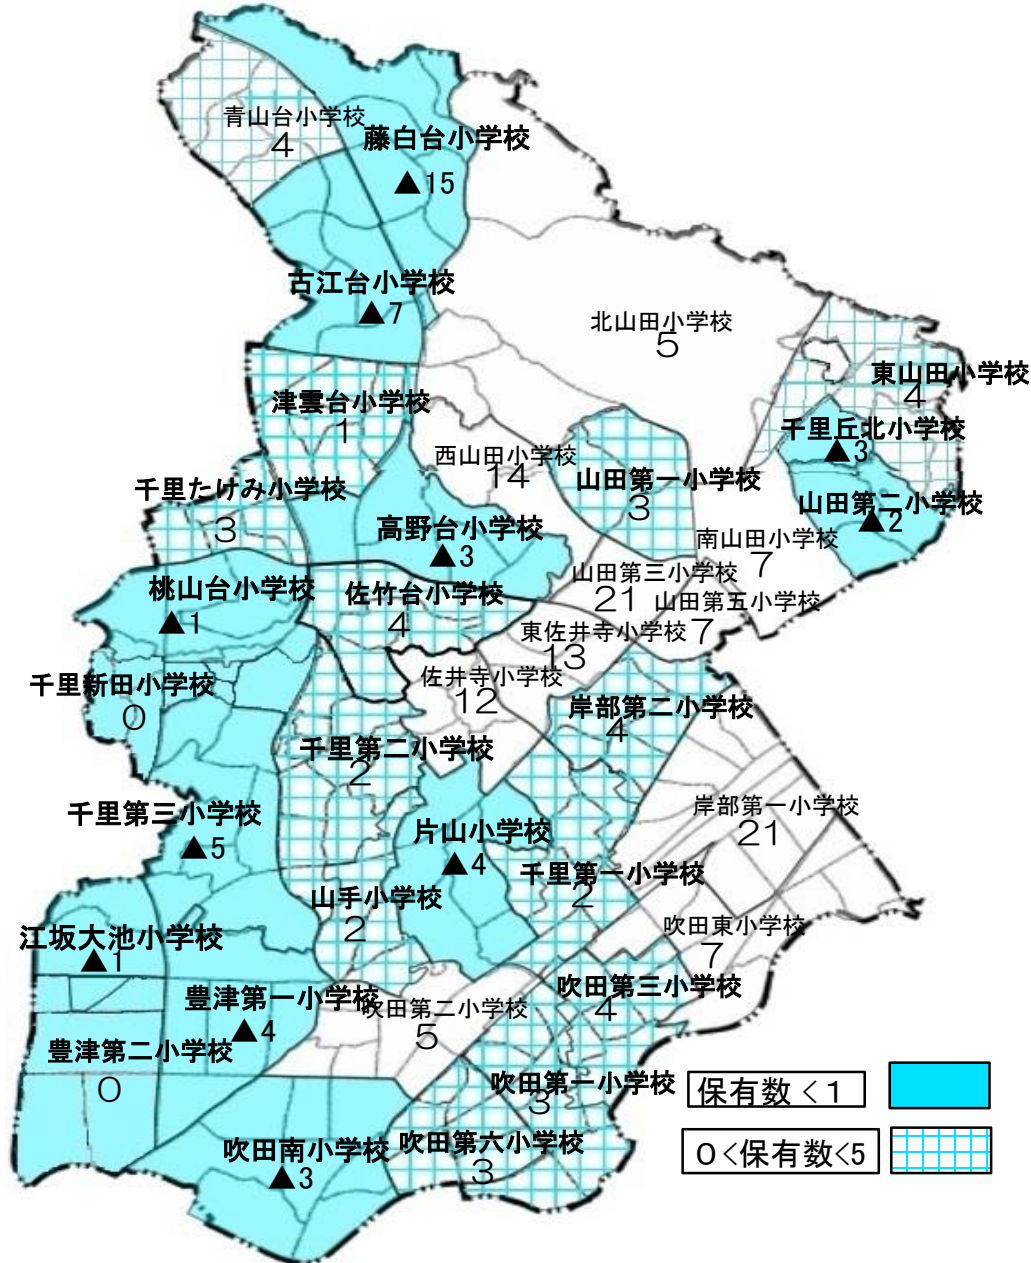 青山台小学校
4
藤白台小学校
▲15
古江台小学校
▲7
北山田小学校
5
東山田小学校
4
津雲台小学校
1
千里丘北小学校
▲3
西山田小学校
14
山田第一小学校
3
千里たけみ小学校
3
山田第二小学校
▲2
高野台小学校
▲3
南山田小学校
7
山田第三小学校
21
桃山台小学校
▲1
佐竹台小学校
4
山田第五小学校
7
東佐井寺小学校
13
佐井寺小学校
12
千里新田小学校
0
岸部第二小学校
4
千里第二小学校
2
岸部第一小学校
21
千里第三小学校
▲5
片山小学校
▲4
千里第一小学校
2
山手小学校
2
吹田東小学校
7
江坂大池小学校
▲1
吹田第三小学校
4
豊津第一小学校
▲4
吹田第二小学校
5
豊津第二小学校
0
吹田第一小学校
3
吹田南小学校
▲3
吹田第六小学校
3
保有数<1
0<保有数<5